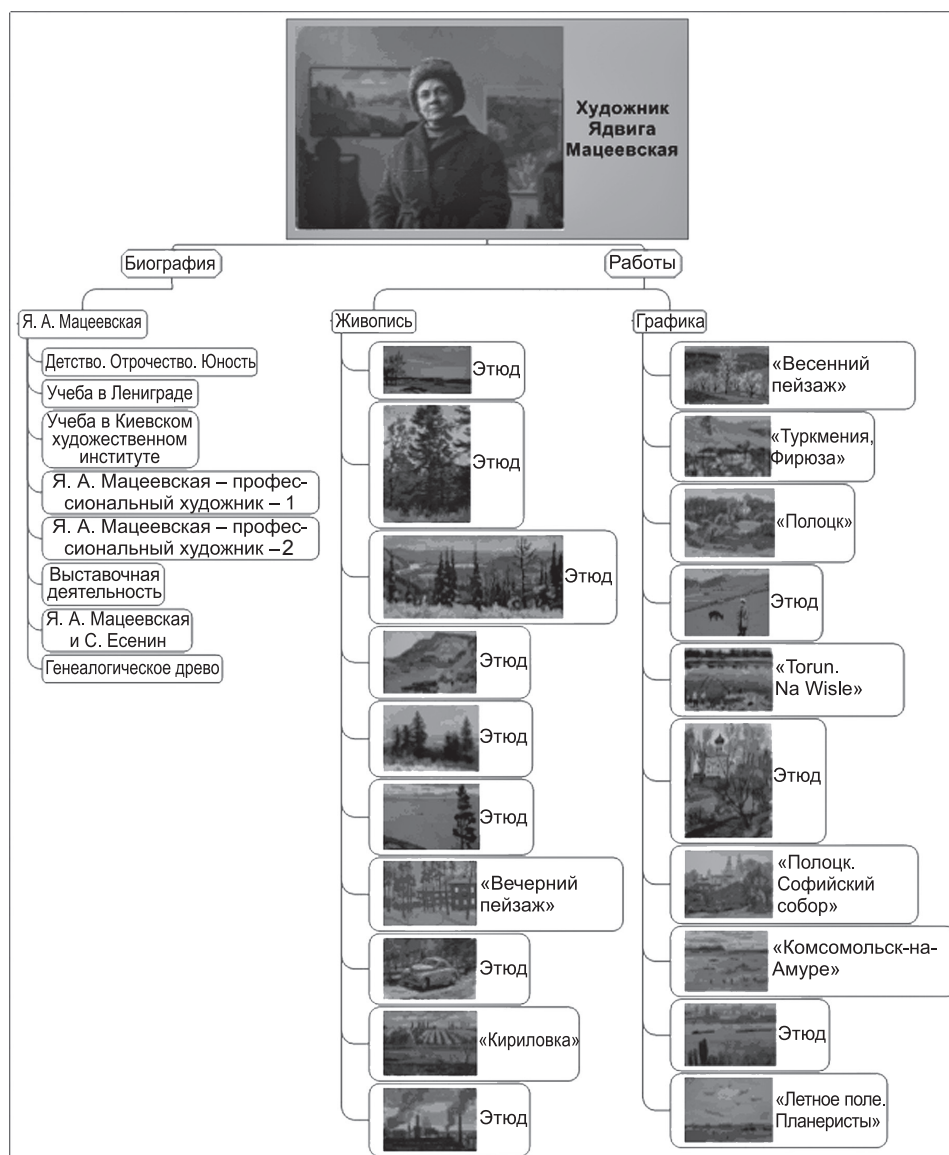 Художник
Ядвига
Мацеевская
Биография
Работы
Я. А. Мацеевская
Детство. Отрочество. Юность
Учеба в Лениграде
Учеба в Киевском
художественном
институте
Я. А. Мацеевская – профес-
сиональный художник – 1
Я. А. Мацеевская – профес-
сиональный художник –2
Выставочная
деятельность
Я. А. Мацеевская
и С. Есенин
Генеалогическое древо
Живопись
Этюд
Этюд
Этюд
Этюд
Этюд
Этюд
«Вечерний
пейзаж»
Этюд
«Кириловка»
Этюд
Графика
«Весенний
пейзаж»
«Туркмения,
Фирюза»
«Полоцк»
Этюд
«Torun.
Na Wisle»
Этюд
«Полоцк.
Софийский
собор»
«Комсомольск-на-
Амуре»
Этюд
«Летное поле.
Планеристы»